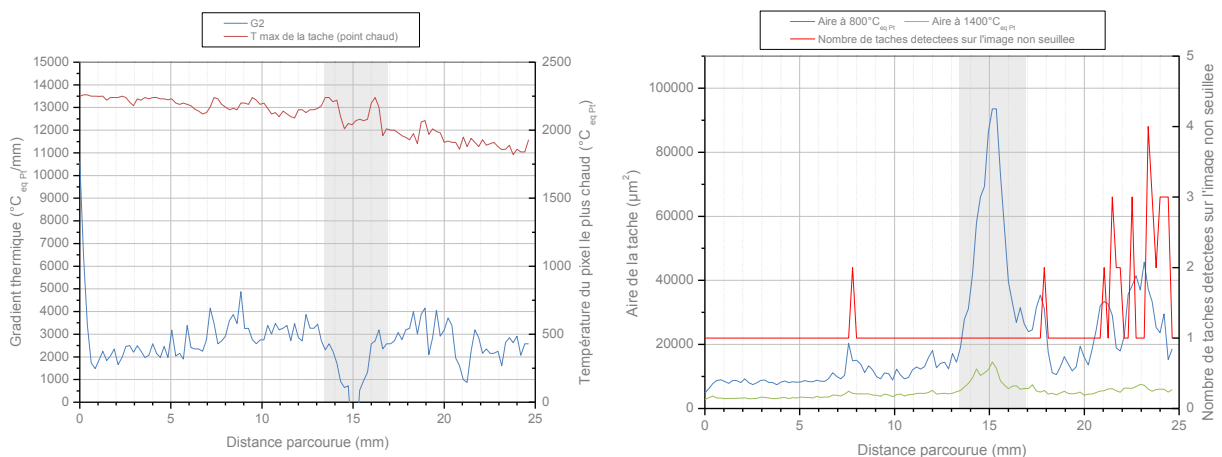 G2
T max de la tache (point chaud)
15000
14000
13000
12000
11000
10000
9000
8000
7000
6000
5000
4000
3000
2000
1000
0
Gradient thermique (°C eq Pt/mm)
2500
2000
1500
1000
500
0
Température du pixel le plus chaud (°C eq Pt)
0 5 10 15 20 25
Distance parcourue (mm)
Aire à 800°C eq Pt Aire à 1400°C eq Pt
Nombre de taches detectees sur l'image non seuillee
100000
80000
60000
40000
20000
0
Aire de la tache (µm²)
5
4
3
2
1
0
Nombre de taches detectees sur l'image non seuillee
0 5 10 15 20 25
Distance parcourue (mm)